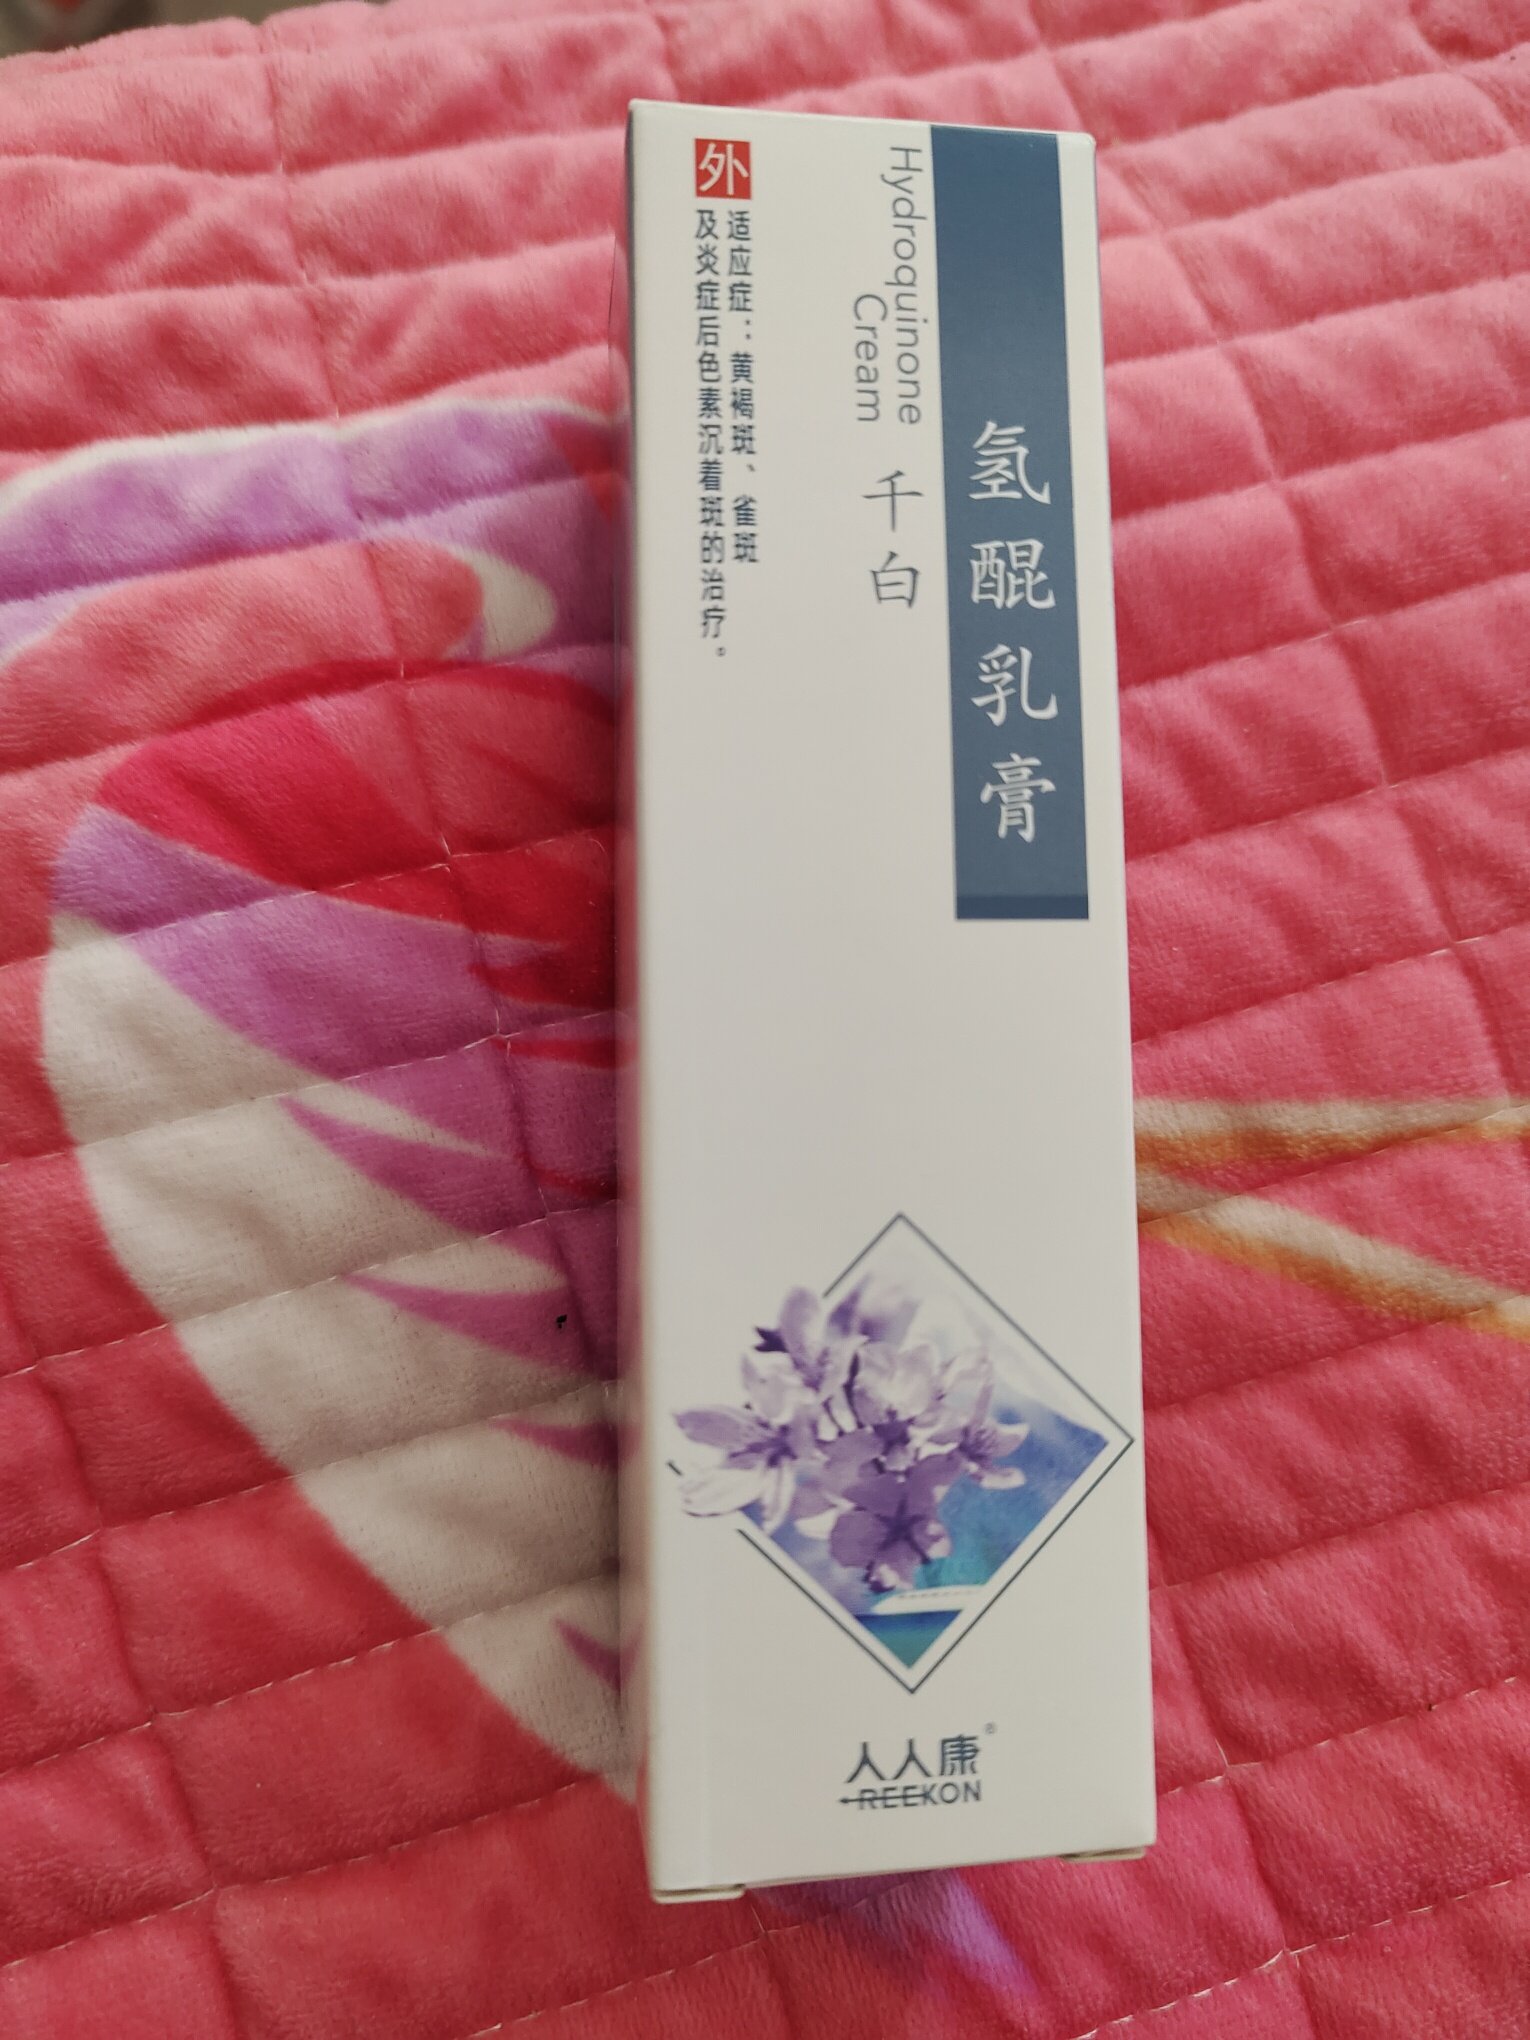 外
适应症：黄褐斑、雀斑
及炎症后色素沉着斑的治疗。
Hydroquinone
Cream
千白
氢醌乳膏
人人康®
REEKON